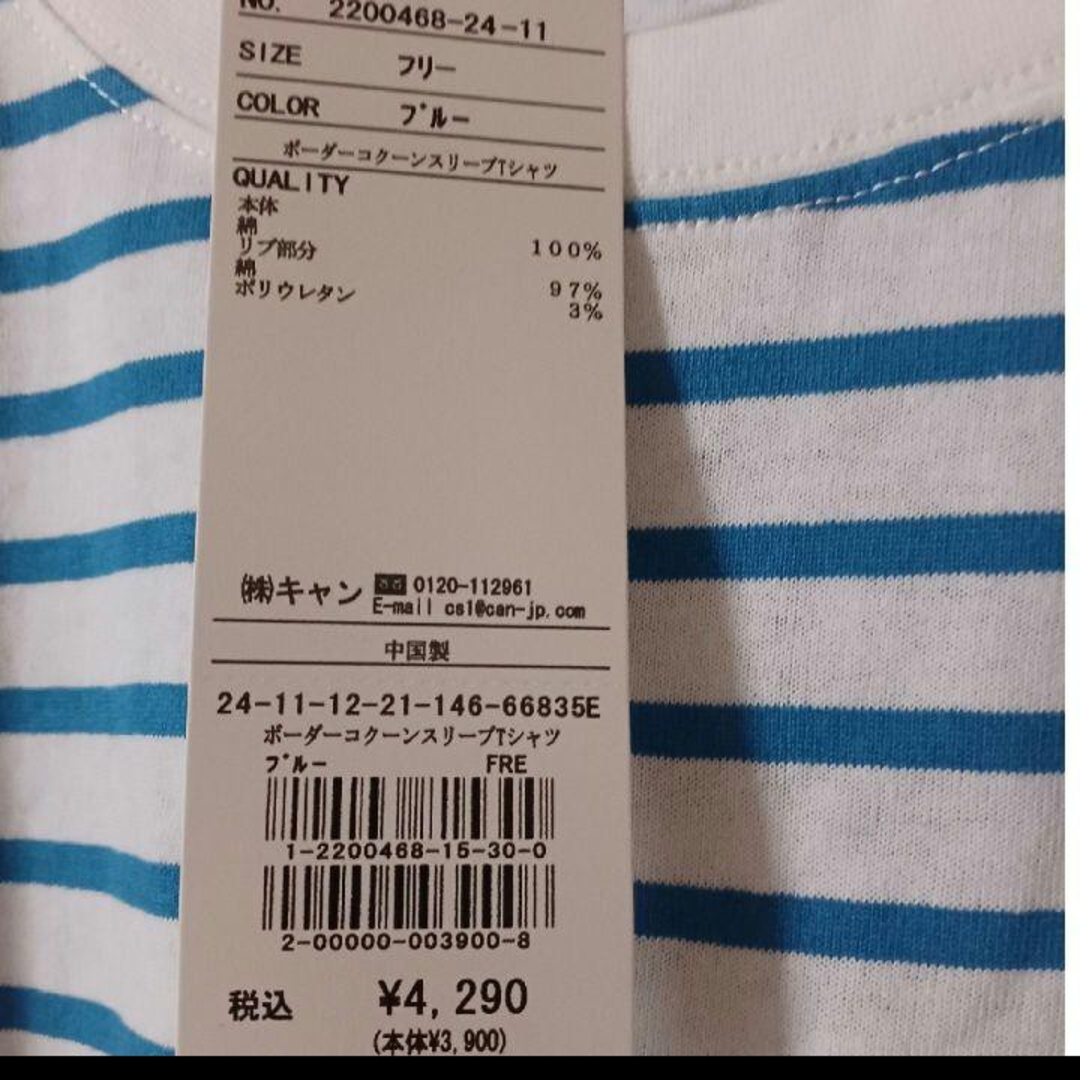 NO. 2200468-24-11
SIZE フリー
COLOR ブルー
ボーダーコクーンスリーブTシャツ
QUALITY
本体
綿
リブ部分 100%
綿
ポリウレタン 97%
3%
㈱キャン 0120-112961
E-mail cs1@can-jp.com
中国製
24-11-12-21-146-66835E
ボーダーコクーンスリーブTシャツ
ブルー FRE
1-2200468-15-30-0
2-00000-003900-8
税込 ¥4,290
(本体¥3,900)